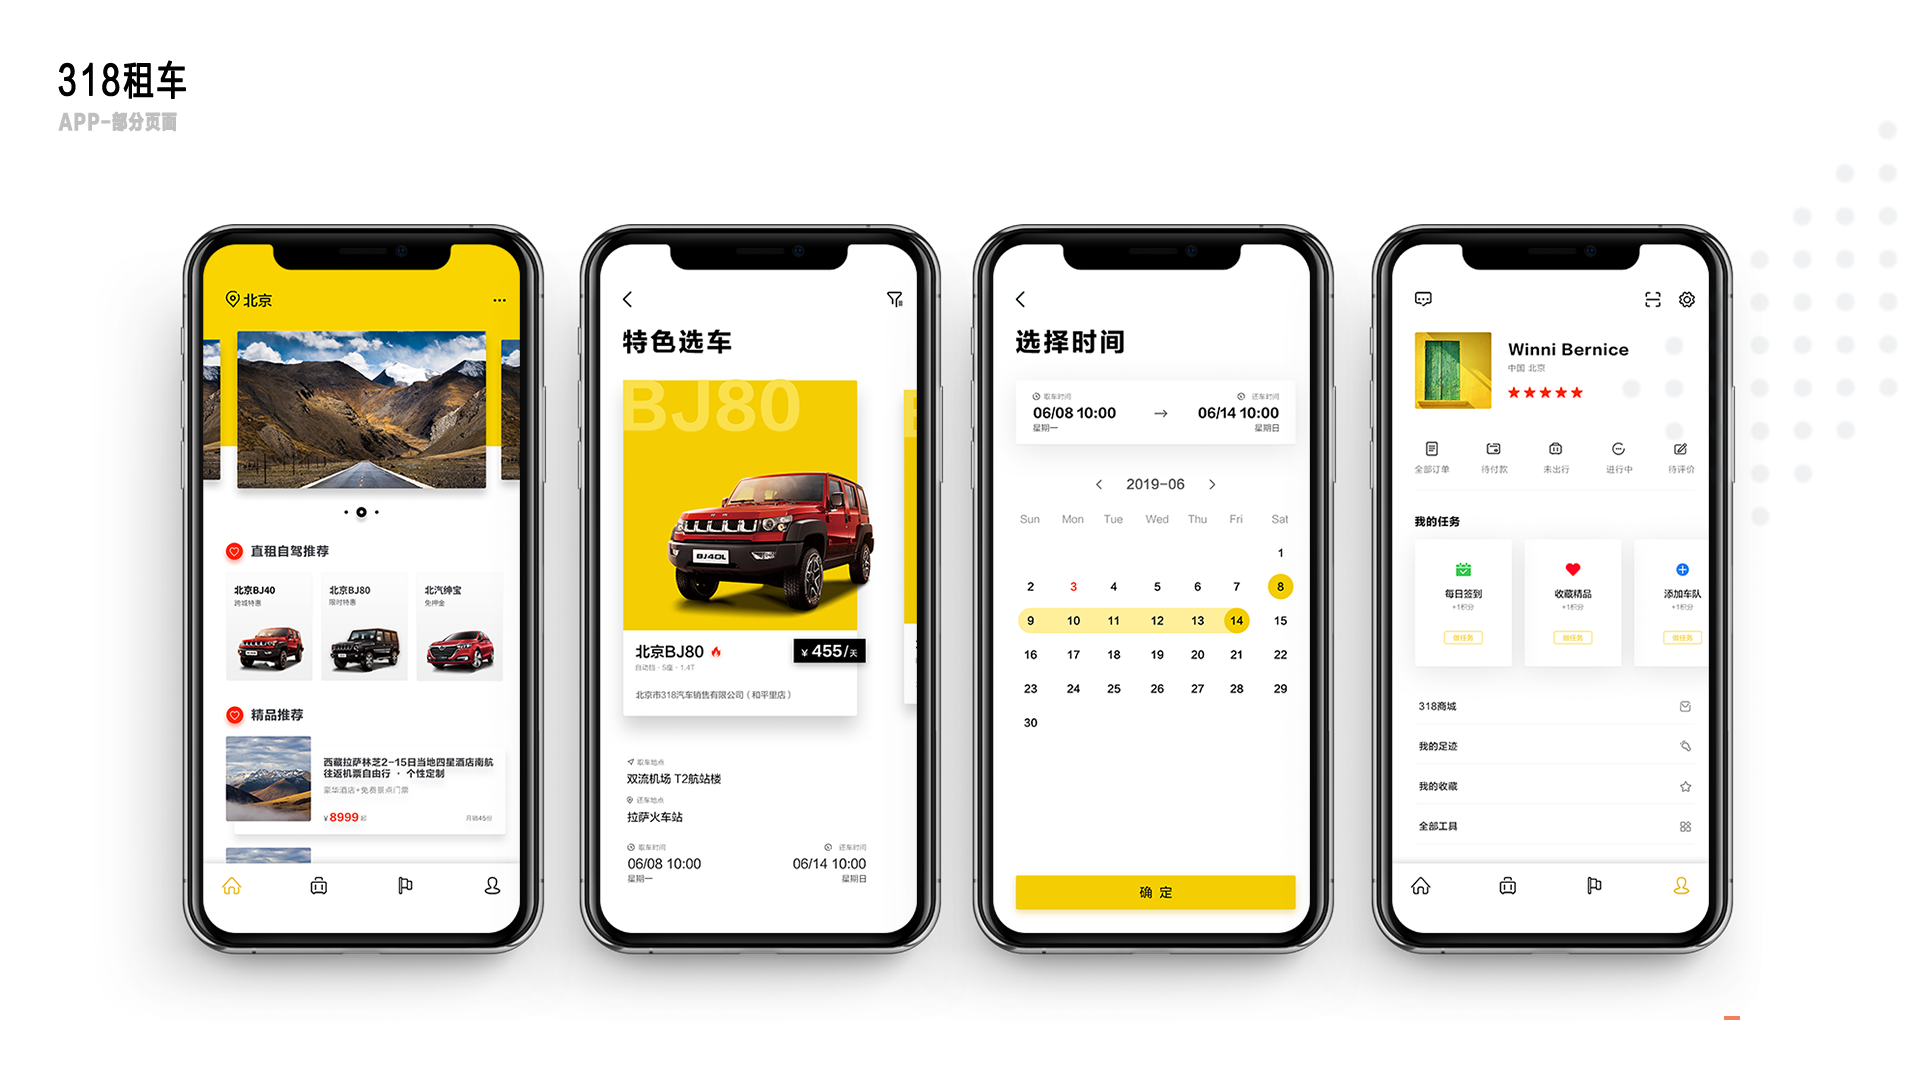 318租车
APP-部分页面
北京
直租自驾推荐
北京BJ40
跨城特惠
北京BJ80
限时特惠
北汽绅宝
免押金
精品推荐
西藏拉萨林芝2-15日当地四星酒店南航
往返机票自由行 · 个性定制
豪华酒店+免费景点门票
¥8999起
月销45份
特色选车
BJ80
BJ40L
北京BJ80
¥ 455/天
自动档 · 5座 · 1.4T
北京市318汽车销售有限公司（和平里店）
取车地点
双流机场 T2航站楼
还车地点
拉萨火车站
取车时间
还车时间
06/08 10:00
06/14 10:00
星期一
星期日
选择时间
取车时间
还车时间
06/08 10:00
06/14 10:00
星期一
星期日
2019-06
Sun Mon Tue Wed Thu Fri Sat
1
2 3 4 5 6 7 8
9 10 11 12 13 14 15
16 17 18 19 20 21 22
23 24 25 26 27 28 29
30
确 定
Winni Bernice
中国 北京
全部订单 待付款 未出行 进行中 待评价
我的任务
每日签到
+1积分
做任务
收藏精品
+1积分
做任务
添加车队
+1积分
做任务
318商城
我的足迹
我的收藏
全部工具